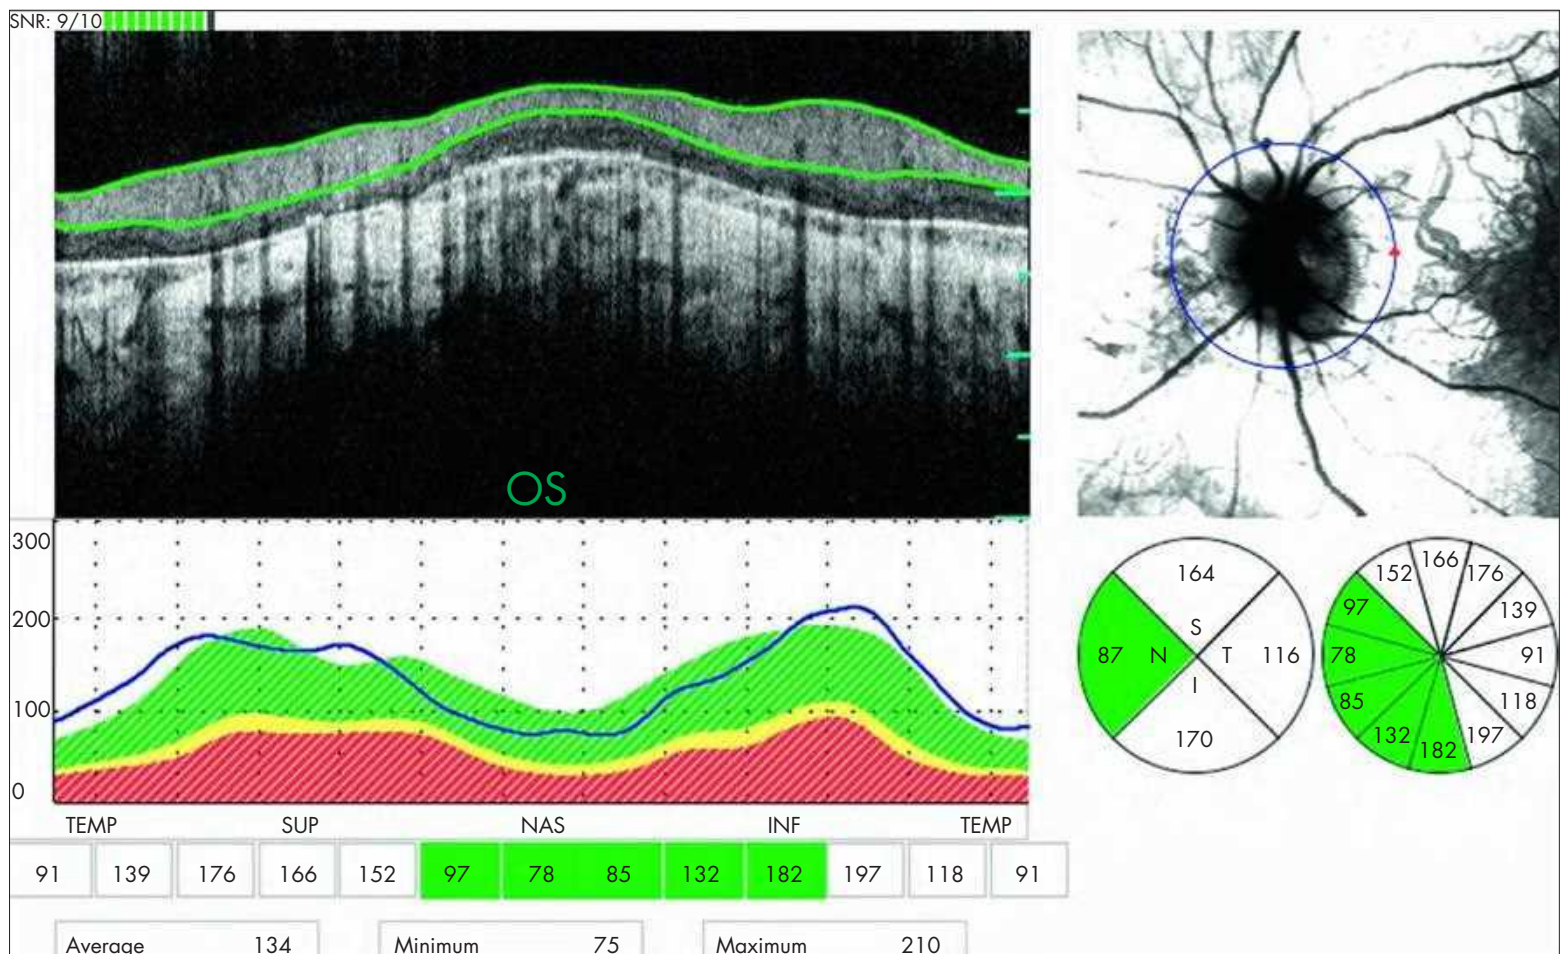 SNR: 9/10
OS
300
200
100
0
TEMP SUP NAS INF TEMP
91 139 176 166 152 97 78 85 132 182 197 118 91
Average 134 Minimum 75 Maximum 210
164
S
87 N T 116
I
170
166
152 176
97 139
78 91
85 118
132 197
182